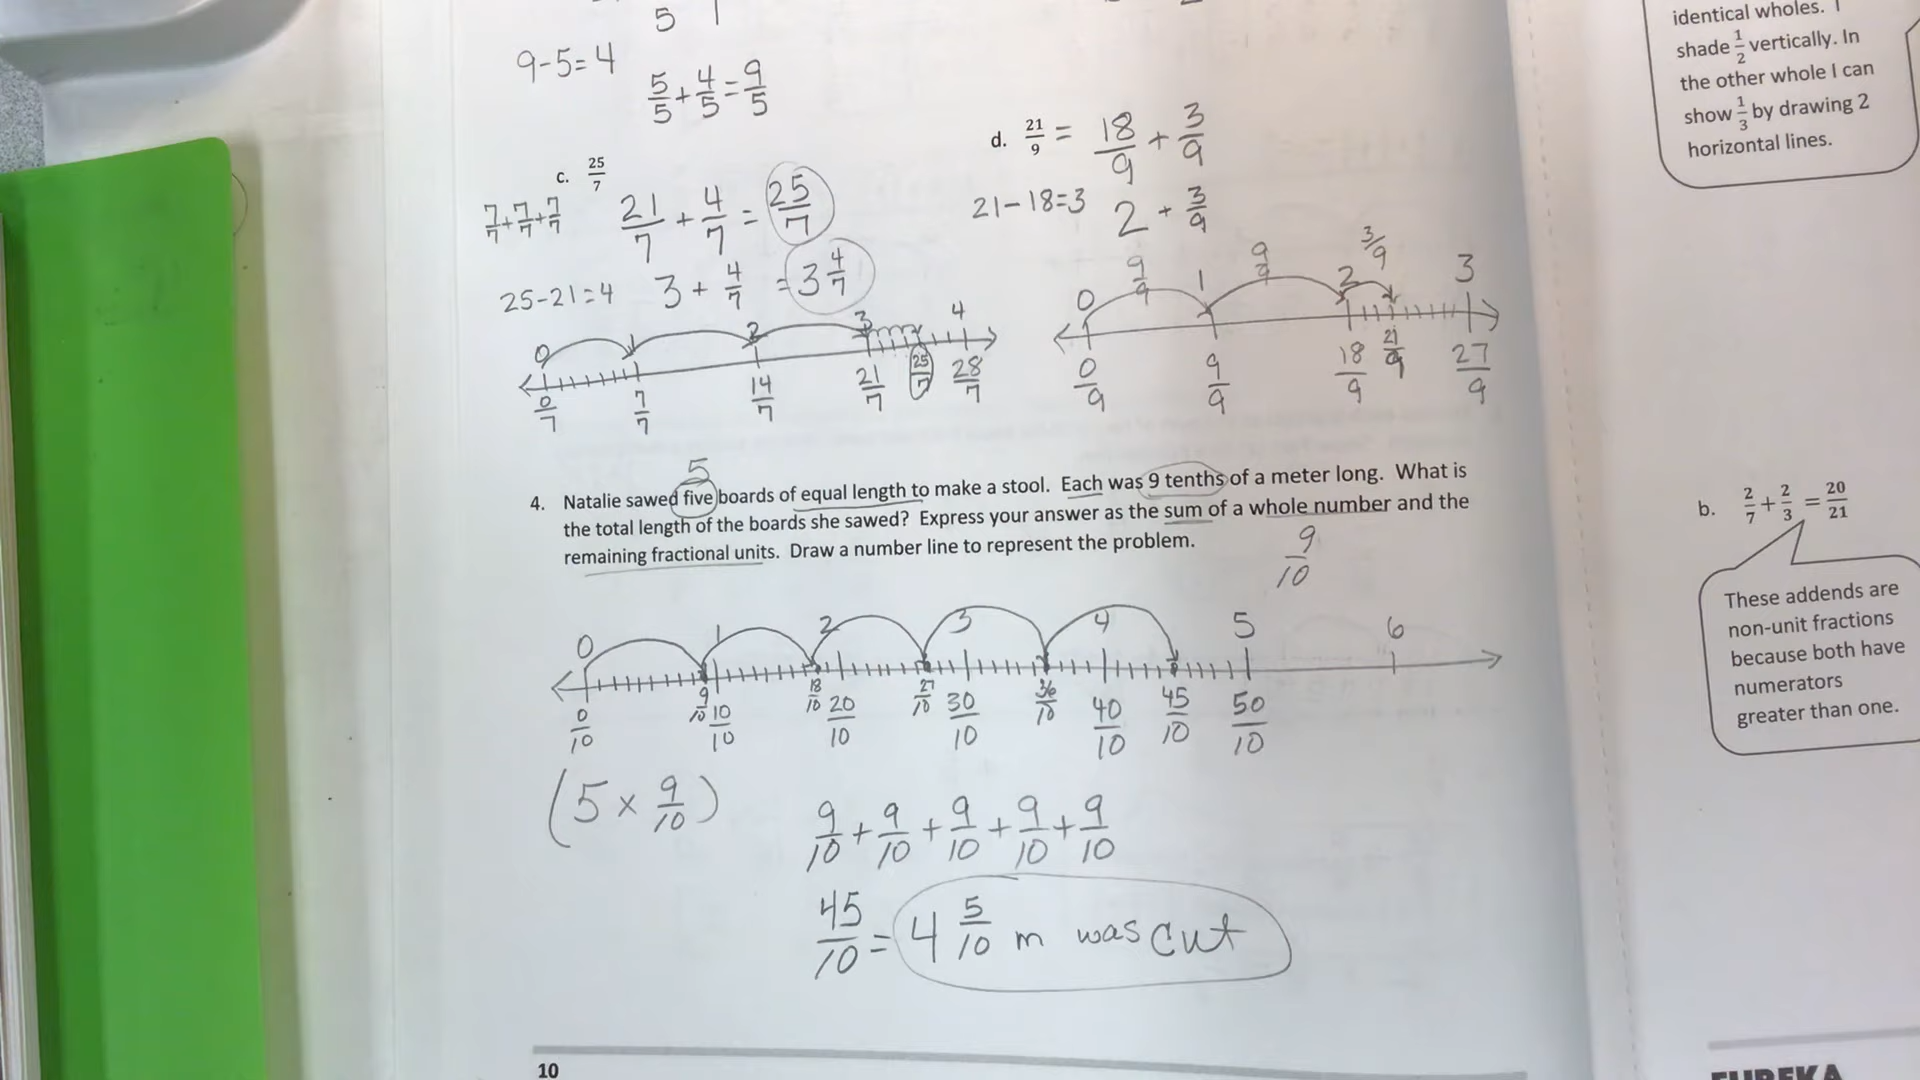 5
9-5=4
5/5 + 4/5 = 9/5
c. 25/7
7/7+7/7+7/7 21/7 + 4/7 = 25/7
25-21=4 3 + 4/7 = 3 4/7
0 1 2 3 4
0/7 7/7 14/7 21/7 25/7 28/7
d. 21/9 = 18/9 + 3/9
21-18=3 2 + 3/9
9/9 9/9 3/9
0 1 2 3
0/9 9/9 18/9 21/9 27/9
5
4. Natalie sawed five boards of equal length to make a stool. Each was 9 tenths of a meter long. What is
the total length of the boards she sawed? Express your answer as the sum of a whole number and the
remaining fractional units. Draw a number line to represent the problem.
9/10
0 1 2 3 4 5 6
0/10 9/10 10/10 18/10 20/10 27/10 30/10 36/10 40/10 45/10 50/10
(5 × 9/10)
9/10 + 9/10 + 9/10 + 9/10 + 9/10
45/10 = 4 5/10 m was cut
10
identical wholes. I
shade 1/2 vertically. In
the other whole I can
show 1/3 by drawing 2
horizontal lines.
b. 2/7 + 2/3 = 20/21
These addends are
non-unit fractions
because both have
numerators
greater than one.
EUREKA